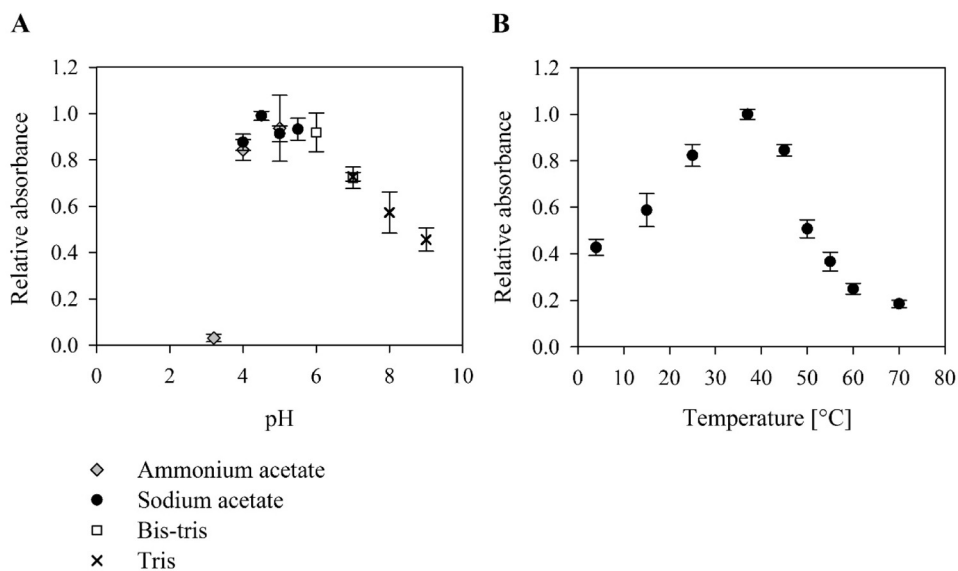 A
B
Relative absorbance
1.2
1.0
0.8
0.6
0.4
0.2
0.0
0 2 4 6 8 10
pH
Relative absorbance
1.2
1.0
0.8
0.6
0.4
0.2
0.0
0 10 20 30 40 50 60 70 80
Temperature [°C]
Ammonium acetate
Sodium acetate
Bis-tris
Tris